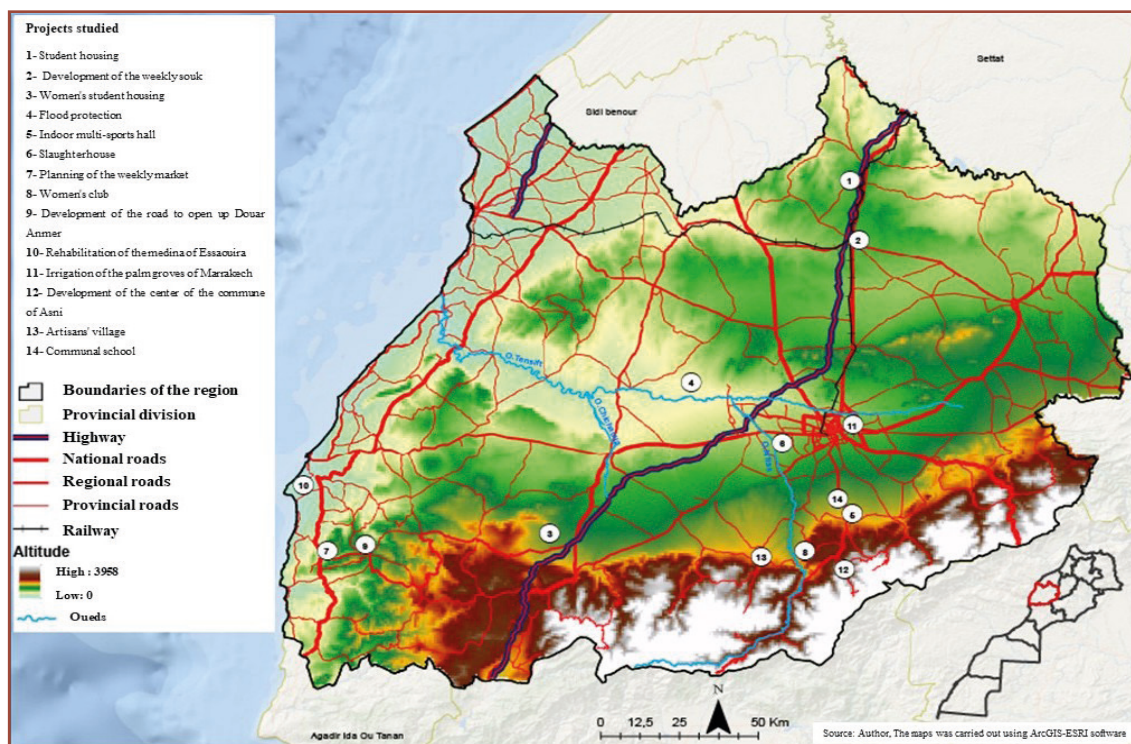 Projects studied
1- Student housing
2- Development of the weekly souk
3- Women's student housing
4- Flood protection
5- Indoor multi-sports hall
6- Slaughterhouse
7- Planning of the weekly market
8- Women's club
9- Development of the road to open up Douar
Anmer
10- Rehabilitation of the medina of Essaouira
11- Irrigation of the palm groves of Marrakech
12- Development of the center of the commune
of Asni
13- Artisans' village
14- Communal school
Boundaries of the region
Provincial division
Highway
National roads
Regional roads
Provincial roads
Railway
Altitude
High : 3958
Low: 0
Oueds
Settat
Sidi benour
1
2
O.Tensift
4
11
6
10
14
5
3
7
9
13
8
12
N
0 12,5 25 50 Km
Agadir Ida Ou Tanan
Source: Author, The maps was carried out using ArcGIS-ESRI software